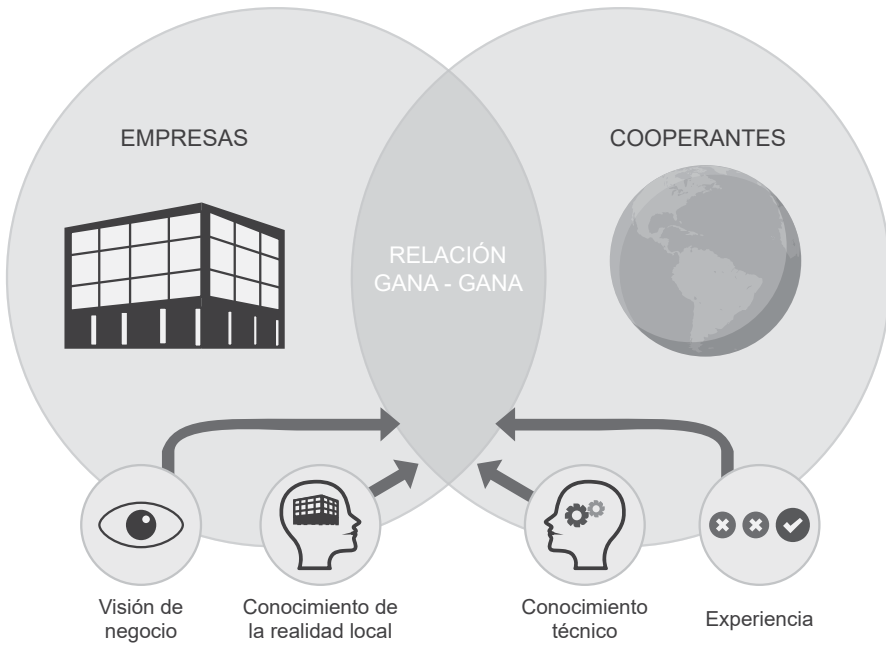 EMPRESAS
COOPERANTES
RELACIÓN
GANA - GANA
Visión de
negocio
Conocimiento de
la realidad local
Conocimiento
técnico
Experiencia